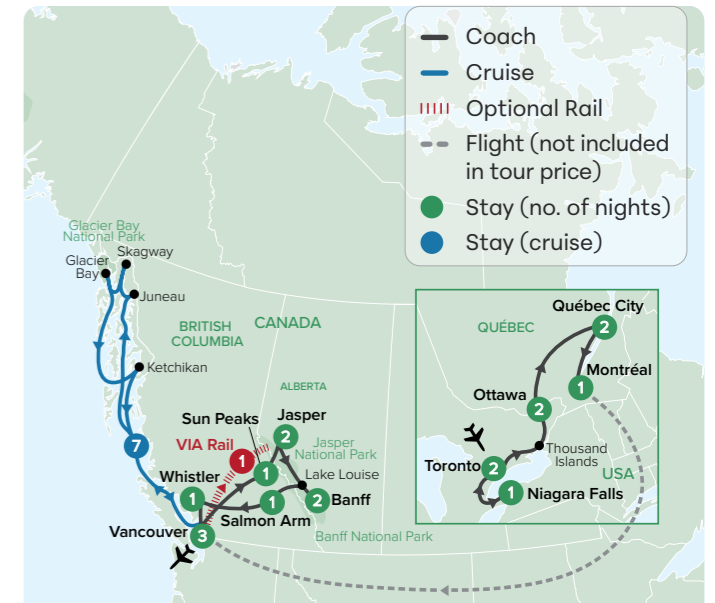 Coach
Cruise
Optional Rail
Flight (not included
in tour price)
Stay (no. of nights)
Stay (cruise)
Glacier Bay
National Park
Skagway
Glacier
Bay
Juneau
BRITISH
COLUMBIA
CANADA
Ketchikan
ALBERTA
Sun Peaks
Jasper
2
VIA Rail
1
Jasper
National Park
7
1
Lake Louise
Whistler
1
1
2
Banff
Salmon Arm
Vancouver
3
Banff National Park
Québec City
QUÉBEC
2
Montréal
1
Ottawa
2
Thousand
Islands
Toronto
2
USA
1
Niagara Falls